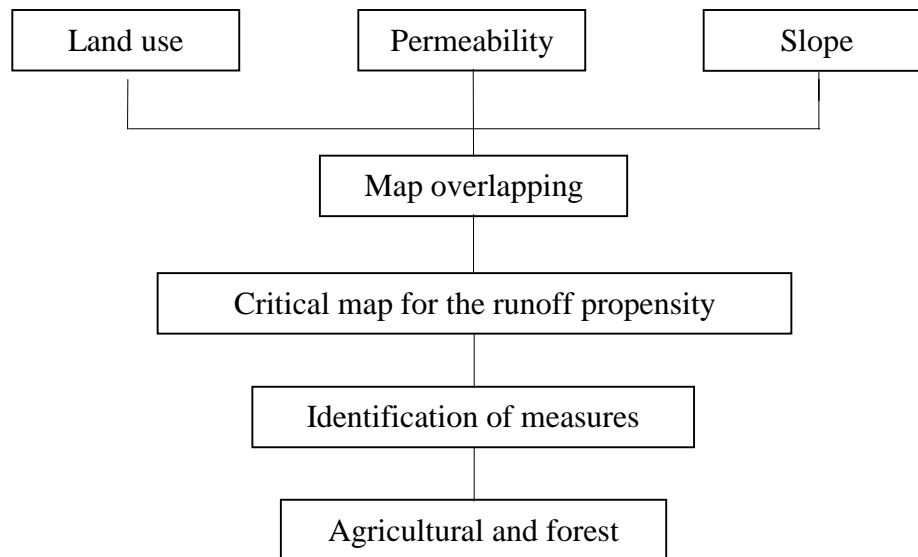 Land use
Permeability
Slope
Map overlapping
Critical map for the runoff propensity
Identification of measures
Agricultural and forest